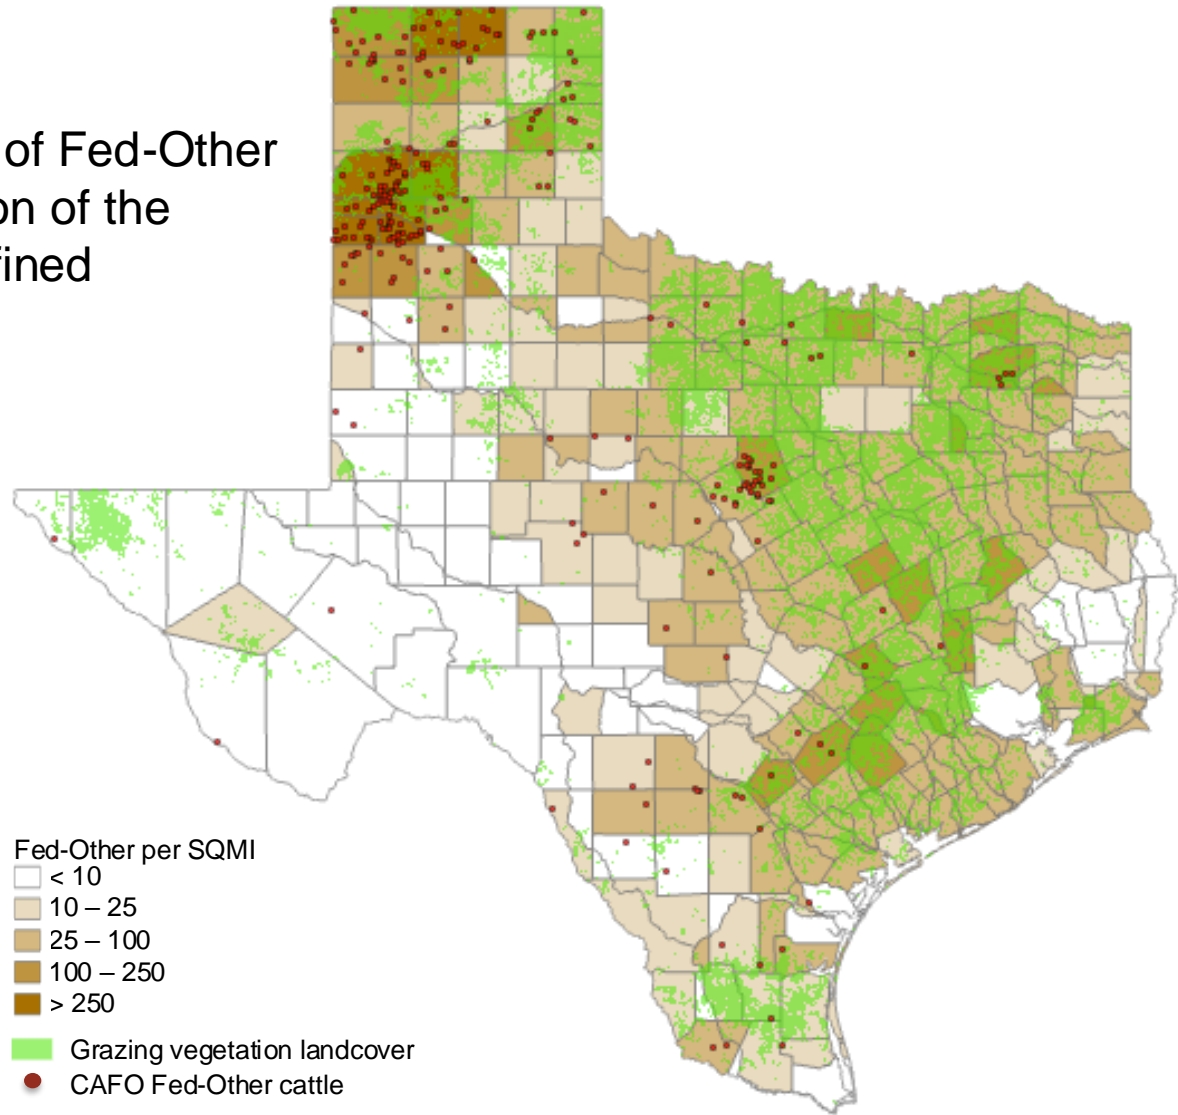 of Fed-Other
on of the
fined
Fed-Other per SQMI
< 10
10 – 25
25 – 100
100 – 250
> 250
Grazing vegetation landcover
CAFO Fed-Other cattle